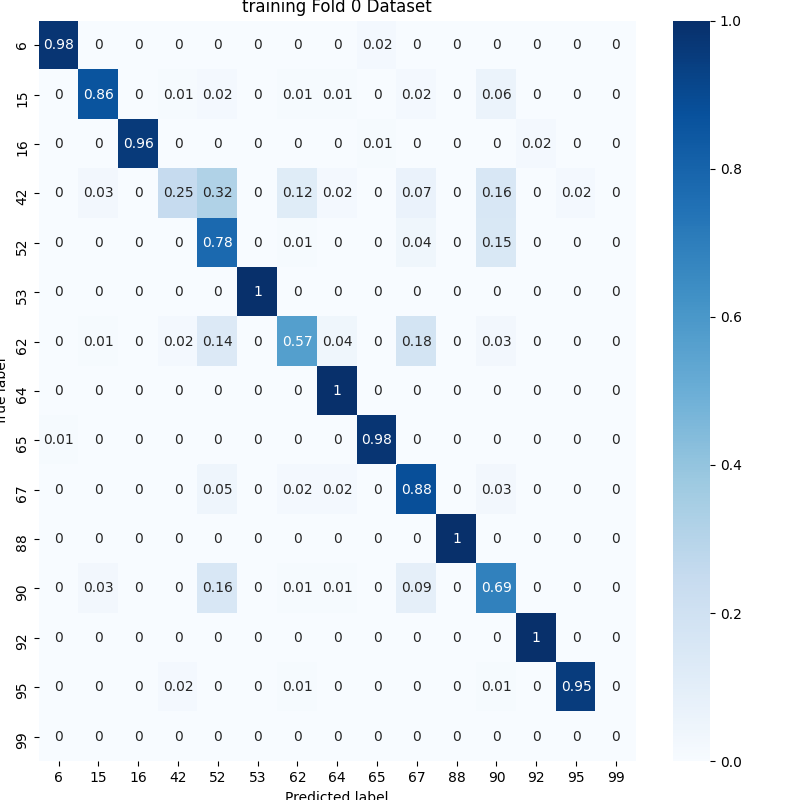 training Fold 0 Dataset
6 0.98 0 0 0 0 0 0 0 0.02 0 0 0 0 0 0
15 0 0.86 0 0.01 0.02 0 0.01 0.01 0 0.02 0 0.06 0 0 0
16 0 0 0.96 0 0 0 0 0 0.01 0 0 0 0.02 0 0
42 0 0.03 0 0.25 0.32 0 0.12 0.02 0 0.07 0 0.16 0 0.02 0
52 0 0 0 0 0.78 0 0.01 0 0 0.04 0 0.15 0 0 0
53 0 0 0 0 0 1 0 0 0 0 0 0 0 0 0
62 0 0.01 0 0.02 0.14 0 0.57 0.04 0 0.18 0 0.03 0 0 0
64 0 0 0 0 0 0 0 1 0 0 0 0 0 0 0
65 0.01 0 0 0 0 0 0 0 0.98 0 0 0 0 0 0
67 0 0 0 0 0.05 0 0.02 0.02 0 0.88 0 0.03 0 0 0
88 0 0 0 0 0 0 0 0 0 0 1 0 0 0 0
90 0 0.03 0 0 0.16 0 0.01 0.01 0 0.09 0 0.69 0 0 0
92 0 0 0 0 0 0 0 0 0 0 0 0 1 0 0
95 0 0 0 0.02 0 0 0.01 0 0 0 0 0.01 0 0.95 0
99 0 0 0 0 0 0 0 0 0 0 0 0 0 0 0
6 15 16 42 52 53 62 64 65 67 88 90 92 95 99
Predicted label
True label
1.0
0.8
0.6
0.4
0.2
0.0